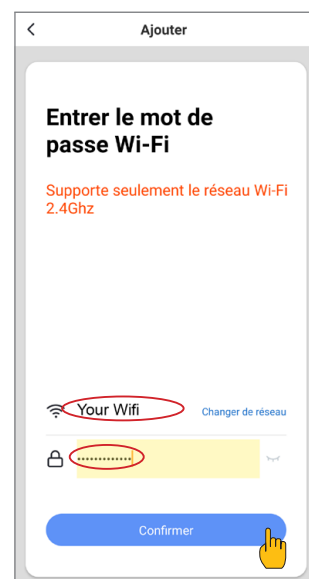 Ajouter
Entrer le mot de
passe Wi-Fi
Supporte seulement le réseau Wi-Fi
2.4Ghz
Your Wifi
Changer de réseau
•••••••••••••
Confirmer